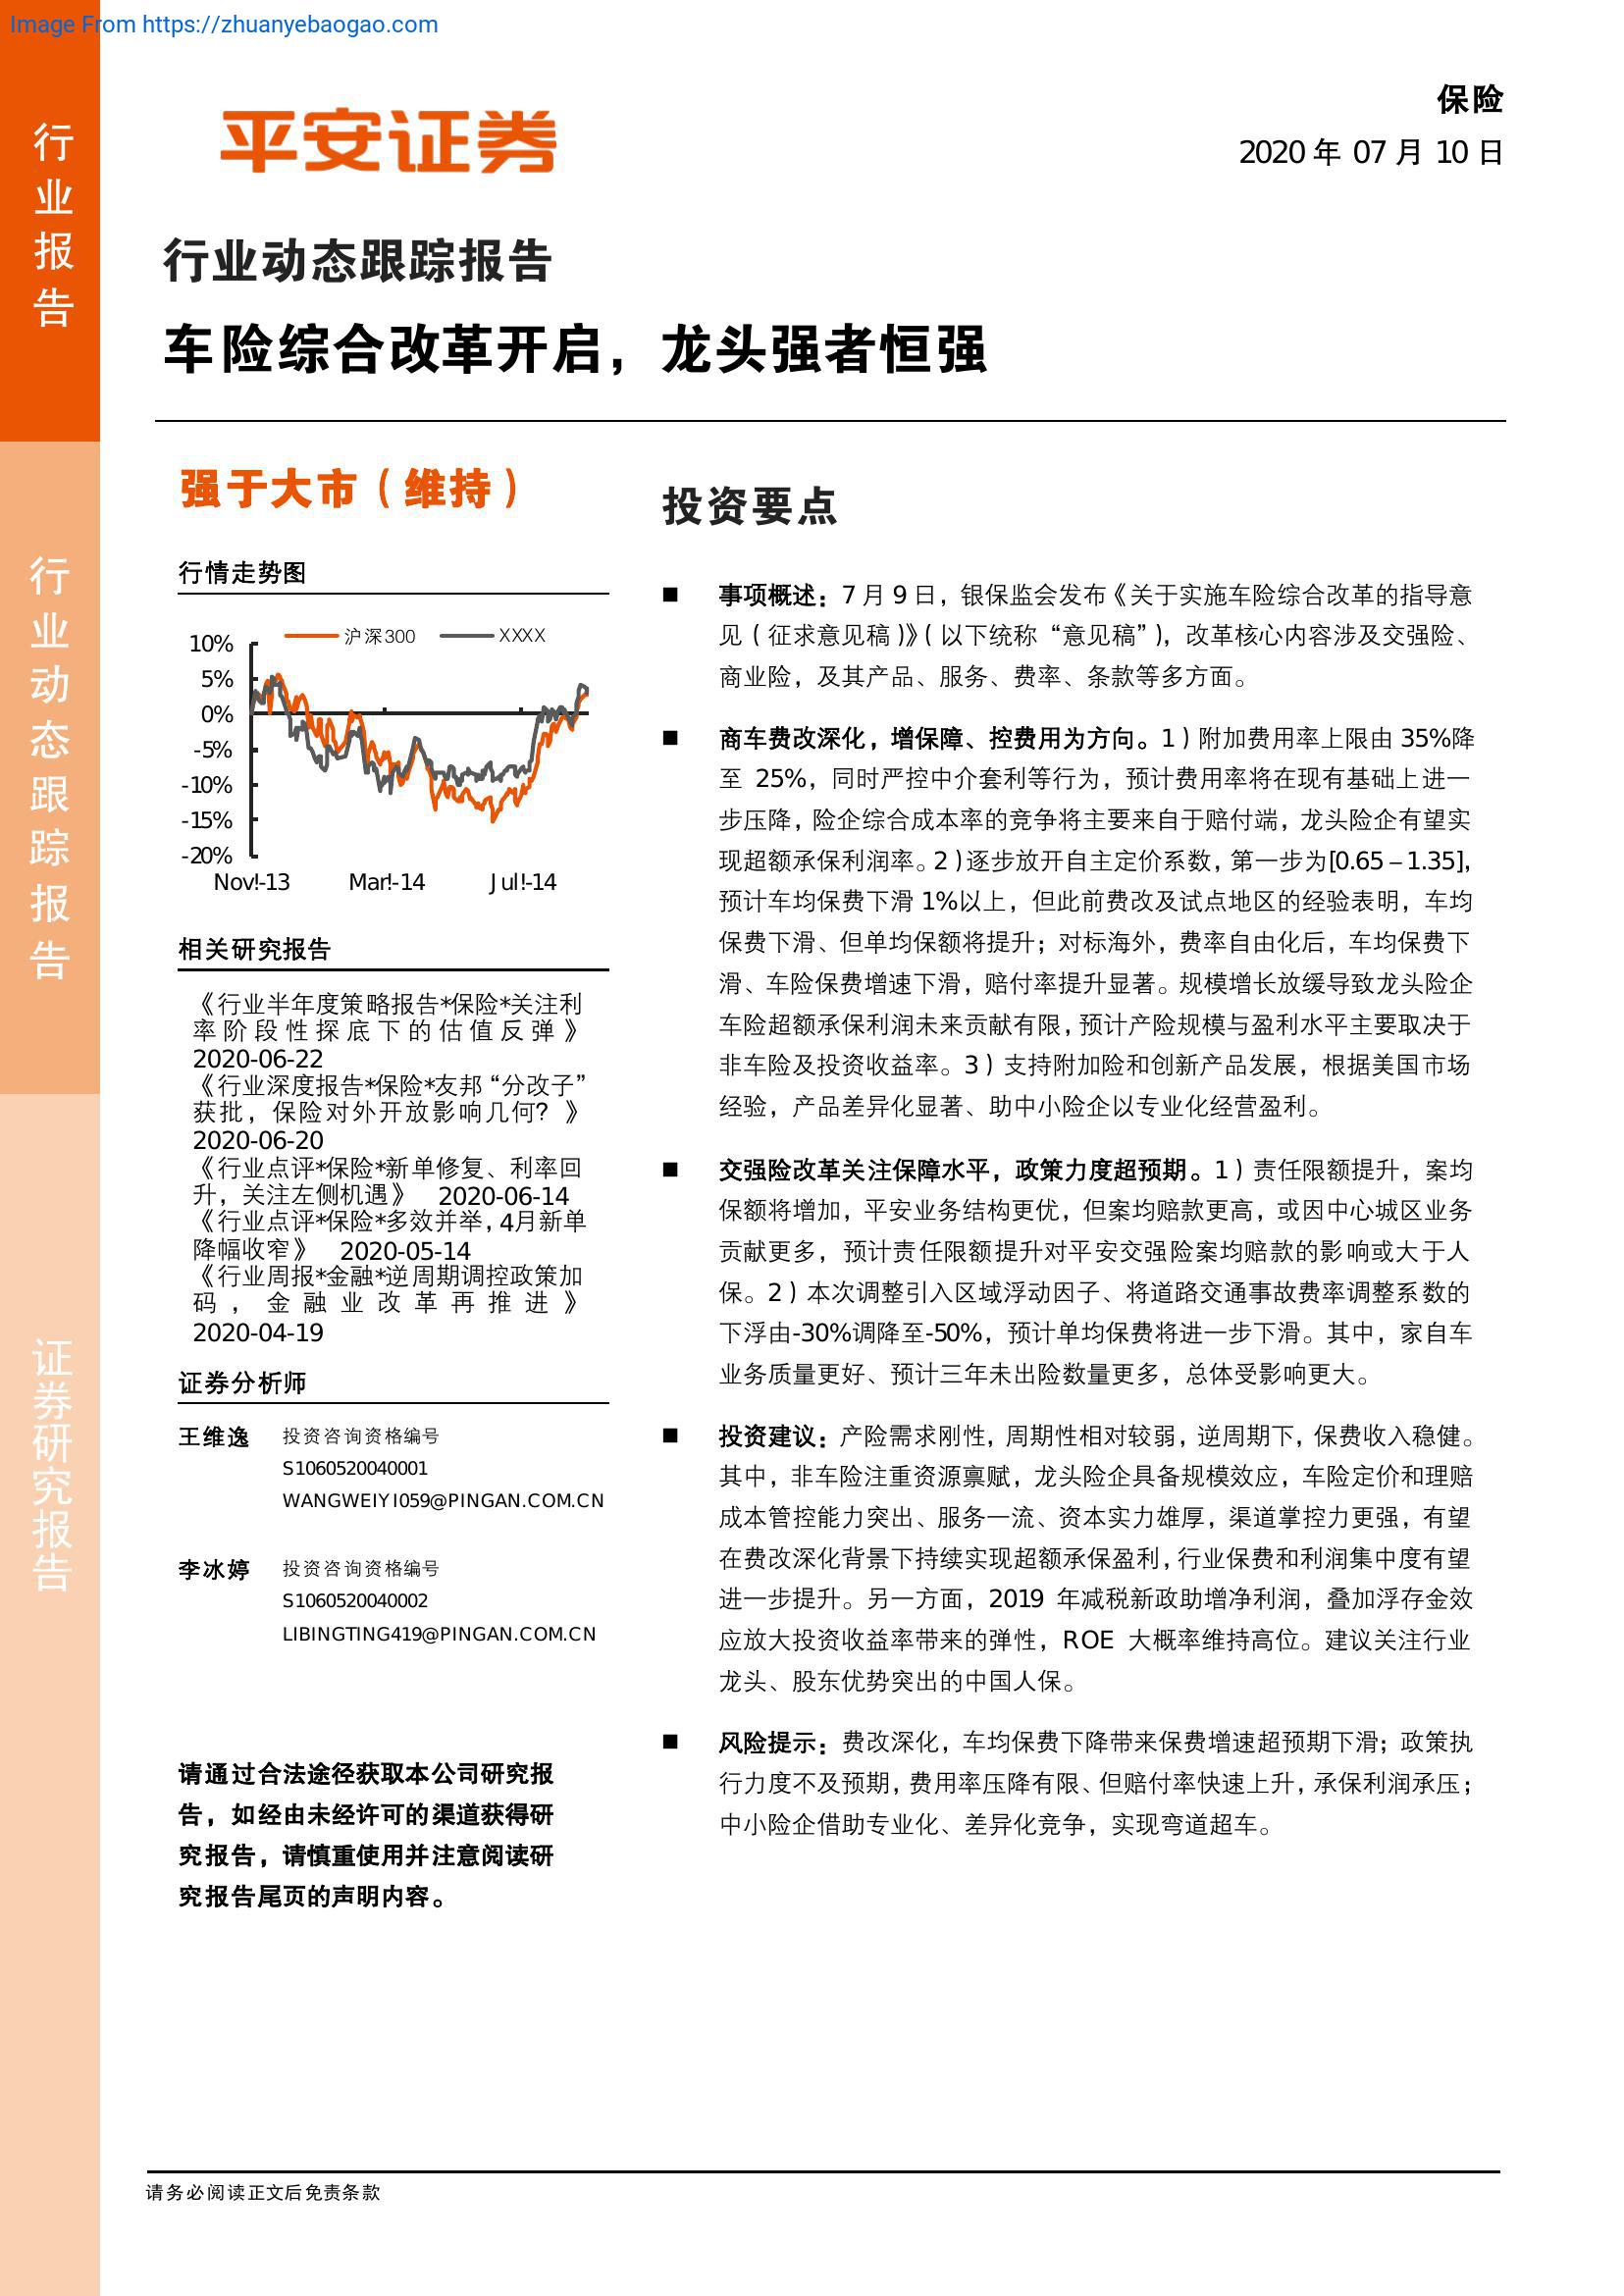 Image From https://zhuanyebaogao.com
行业报告
行业动态跟踪报告
证券研究报告
平安证券
保险
2020 年 07 月 10 日
行业动态跟踪报告
车险综合改革开启，龙头强者恒强
强于大市（维持）
行情走势图
沪深300 XXXX
10%
5%
0%
-5%
-10%
-15%
-20%
Nov!-13 Mar!-14 Jul!-14
相关研究报告
《行业半年度策略报告*保险*关注利
率阶段性探底下的估值反弹》
2020-06-22
《行业深度报告*保险*友邦“分改子”
获批，保险对外开放影响几何？》
2020-06-20
《行业点评*保险*新单修复、利率回
升，关注左侧机遇》 2020-06-14
《行业点评*保险*多效并举，4月新单
降幅收窄》 2020-05-14
《行业周报*金融*逆周期调控政策加
码，金融业改革再推进》
2020-04-19
证券分析师
王维逸 投资咨询资格编号
S1060520040001
WANGWEIYI059@PINGAN.COM.CN
李冰婷 投资咨询资格编号
S1060520040002
LIBINGTING419@PINGAN.COM.CN
请通过合法途径获取本公司研究报
告，如经由未经许可的渠道获得研
究报告，请慎重使用并注意阅读研
究报告尾页的声明内容。
投资要点
■ 事项概述：7 月 9 日，银保监会发布《关于实施车险综合改革的指导意
见（征求意见稿）》（以下统称“意见稿”），改革核心内容涉及交强险、
商业险，及其产品、服务、费率、条款等多方面。
■ 商车费改深化，增保障、控费用为方向。1）附加费用率上限由 35%降
至 25%，同时严控中介套利等行为，预计费用率将在现有基础上进一
步压降，险企综合成本率的竞争将主要来自于赔付端，龙头险企有望实
现超额承保利润率。2）逐步放开自主定价系数，第一步为[0.65－1.35]，
预计车均保费下滑 1%以上，但此前费改及试点地区的经验表明，车均
保费下滑、但单均保额将提升；对标海外，费率自由化后，车均保费下
滑、车险保费增速下滑，赔付率提升显著。规模增长放缓导致龙头险企
车险超额承保利润未来贡献有限，预计产险规模与盈利水平主要取决于
非车险及投资收益率。3）支持附加险和创新产品发展，根据美国市场
经验，产品差异化显著、助中小险企以专业化经营盈利。
■ 交强险改革关注保障水平，政策力度超预期。1）责任限额提升，案均
保额将增加，平安业务结构更优，但案均赔款更高，或因中心城区业务
贡献更多，预计责任限额提升对平安交强险案均赔款的影响或大于人
保。2）本次调整引入区域浮动因子、将道路交通事故费率调整系数的
下浮由-30%调降至-50%，预计单均保费将进一步下滑。其中，家自车
业务质量更好、预计三年未出险数量更多，总体受影响更大。
■ 投资建议：产险需求刚性，周期性相对较弱，逆周期下，保费收入稳健。
其中，非车险注重资源禀赋，龙头险企具备规模效应，车险定价和理赔
成本管控能力突出、服务一流、资本实力雄厚，渠道掌控力更强，有望
在费改深化背景下持续实现超额承保盈利，行业保费和利润集中度有望
进一步提升。另一方面，2019 年减税新政助增净利润，叠加浮存金效
应放大投资收益率带来的弹性，ROE 大概率维持高位。建议关注行业
龙头、股东优势突出的中国人保。
■ 风险提示：费改深化，车均保费下降带来保费增速超预期下滑；政策执
行力度不及预期，费用率压降有限、但赔付率快速上升，承保利润承压；
中小险企借助专业化、差异化竞争，实现弯道超车。
请务必阅读正文后免责条款